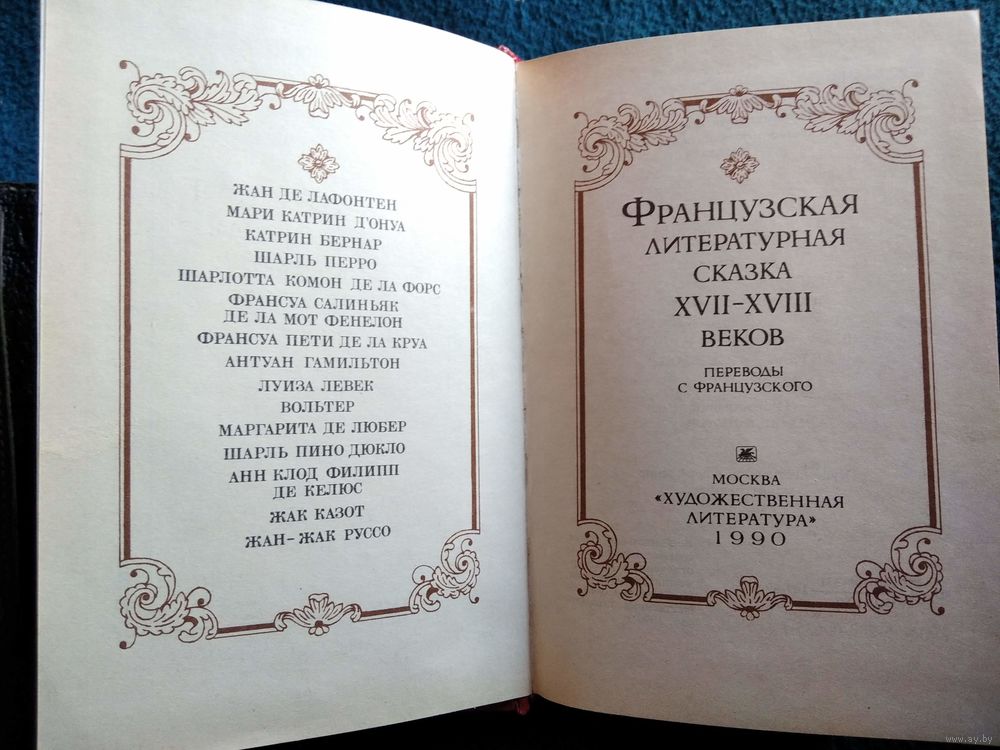 ЖАН ДЕ ЛАФОНТЕН
МАРИ КАТРИН Д'ОНУА
КАТРИН БЕРНАР
ШАРЛЬ ПЕРРО
ШАРЛОТТА КОМОН ДЕ ЛА ФОРС
ФРАНСУА САЛИНЬЯК
ДЕ ЛА МОТ ФЕНЕЛОН
ФРАНСУА ПЕТИ ДЕ ЛА КРУА
АНТУАН ГАМИЛЬТОН
ЛУИЗА ЛЕВЕК
ВОЛЬТЕР
МАРГАРИТА ДЕ ЛЮБЕР
ШАРЛЬ ПИНО ДЮКЛО
АНН КЛОД ФИЛИПП
ДЕ КЕЛЮС
ЖАК КАЗОТ
ЖАН-ЖАК РУССО
ФРАНЦУЗСКАЯ
ЛИТЕРАТУРНАЯ
СКАЗКА
XVII-XVIII
ВЕКОВ
ПЕРЕВОДЫ
С ФРАНЦУЗСКОГО
МОСКВА
«ХУДОЖЕСТВЕННАЯ
ЛИТЕРАТУРА»
1990
www.ay.by